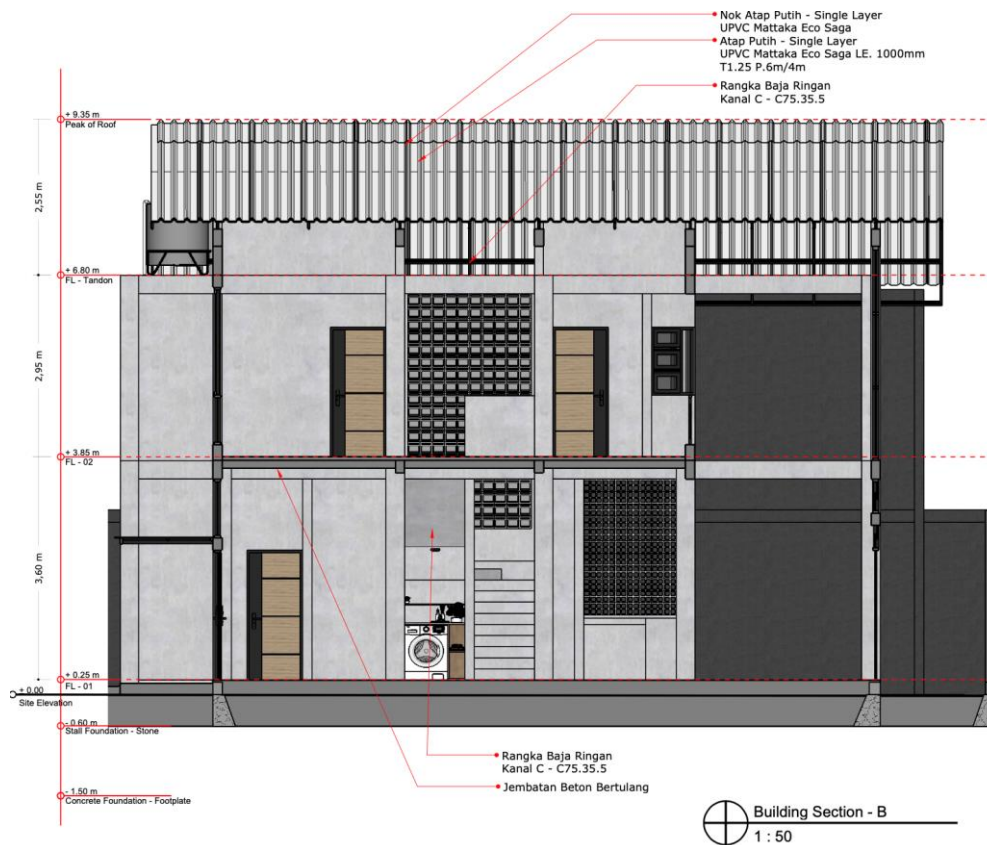 Nok Atap Putih - Single Layer
UPVC Mattaka Eco Saga
Atap Putih - Single Layer
UPVC Mattaka Eco Saga LE. 1000mm
T1.25 P.6m/4m
Rangka Baja Ringan
Kanal C - C75.35.5
+ 9.35 m
Peak of Roof
2,55 m
+ 6.80 m
FL - Tandon
2,95 m
+ 3.85 m
FL - 02
3,60 m
+ 0.25 m
FL - 01
+ 0.00
Site Elevation
- 0.60 m
Stall Foundation - Stone
- 1.50 m
Concrete Foundation - Footplate
Rangka Baja Ringan
Kanal C - C75.35.5
Jembatan Beton Bertulang
Building Section - B
1 : 50